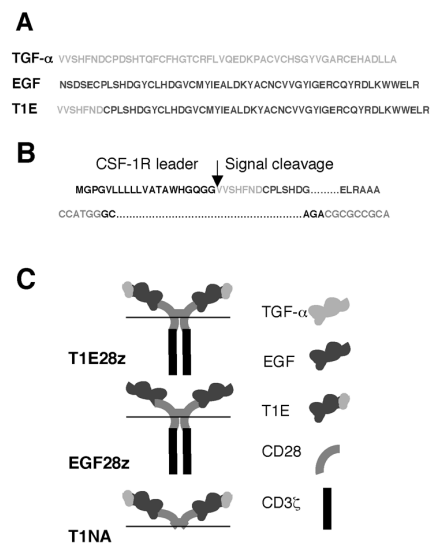 A
TGF-α VVSHFNDCPDSHTQFCFHGTCRFLVQEDKPACVCHSGYVGARCEHADLLA
EGF NSDSECPLSHDGYCLHDGVCMYIEALDKYACNCVVGYIGERCQYRDLKWWELR
T1E VVSHFNDCPLSHDGYCLHDGVCMYIEALDKYACNCVVGYIGERCQYRDLKWWELR
B
CSF-1R leader Signal cleavage
MGPGVLLLLLVATAWHGQGGVVSHFNDCPLSHDG.........ELRAAA
CCATGGGC......................................................AGACGCGCCGCA
C
TGF-α
T1E28z
EGF
T1E
EGF28z
CD28
CD3ζ
T1NA